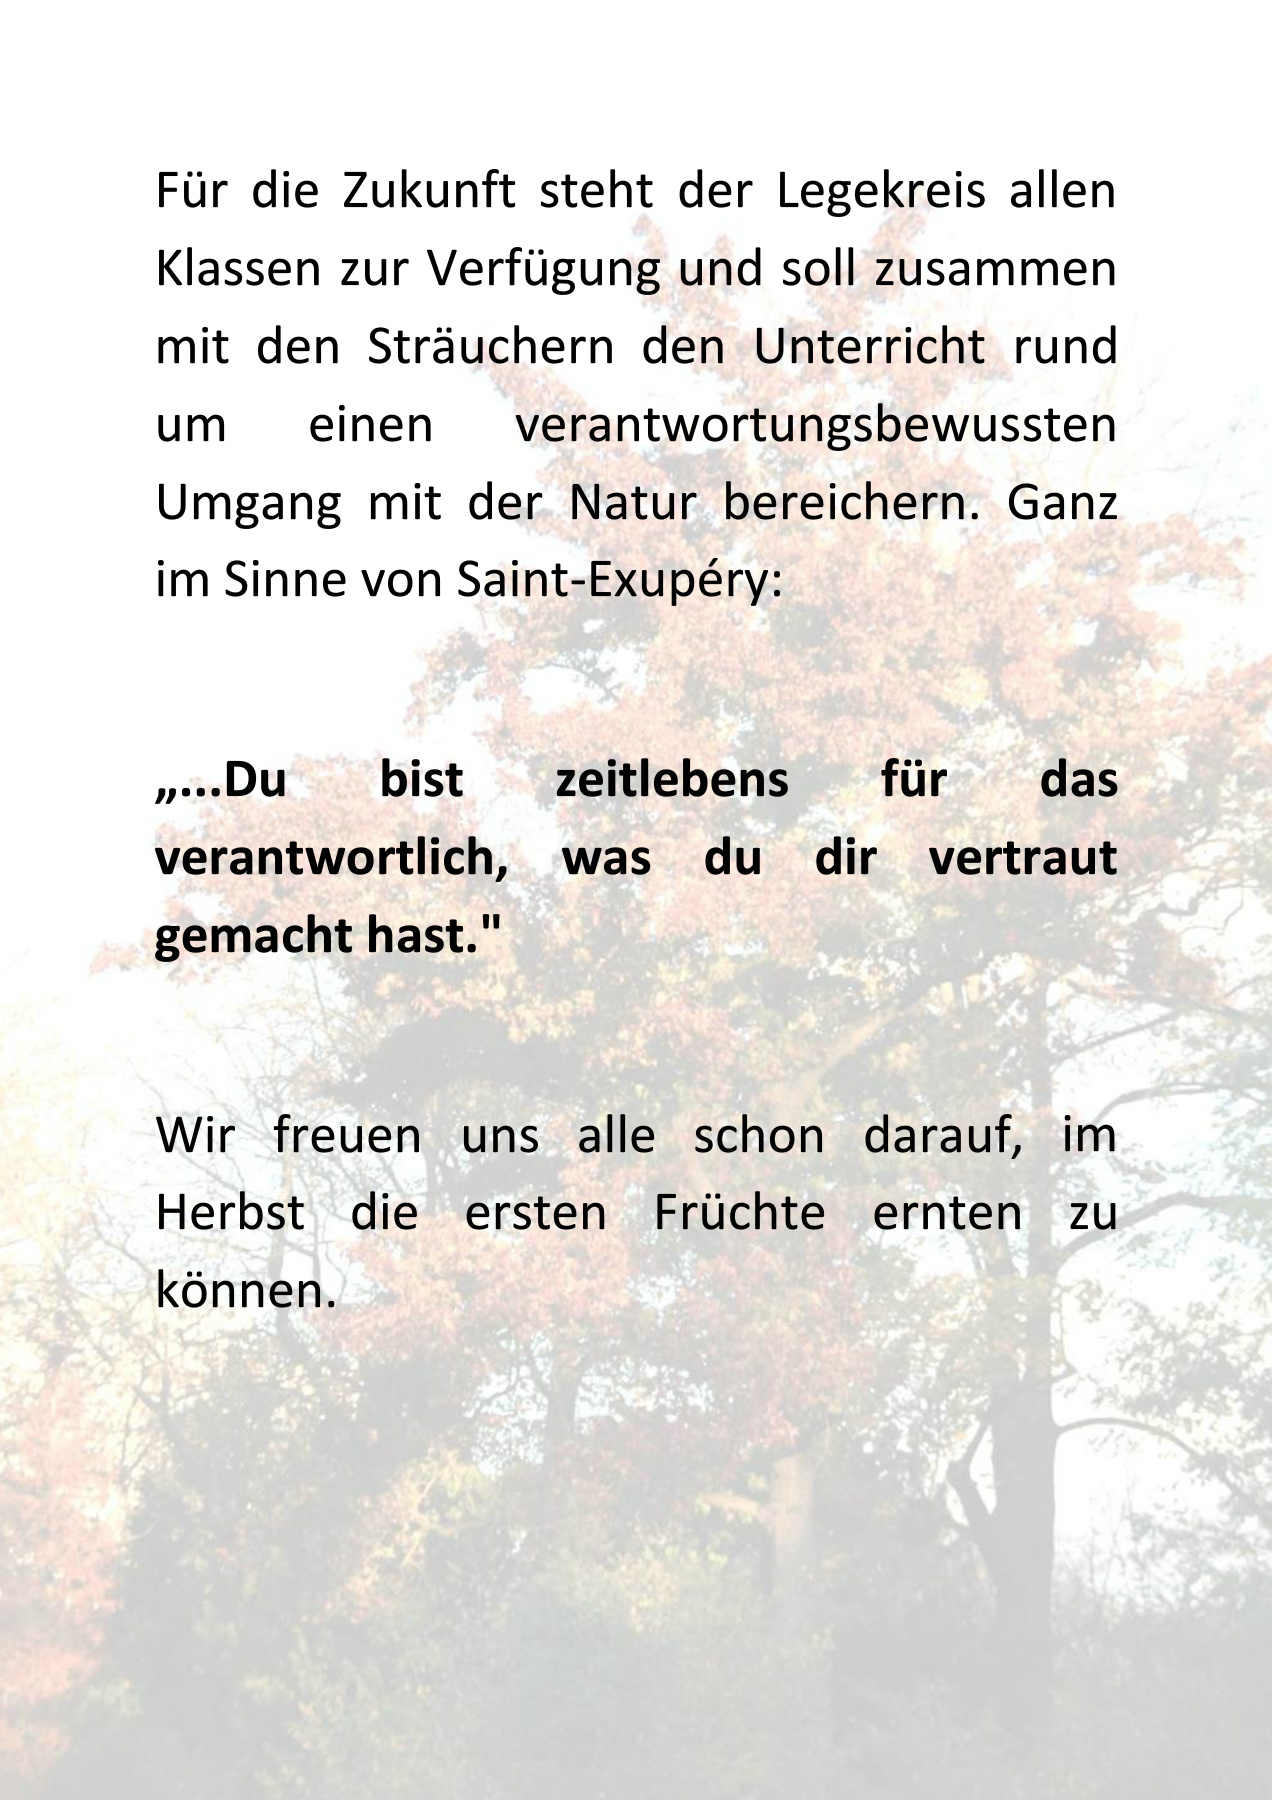 Für die Zukunft steht der Legekreis allen
Klassen zur Verfügung und soll zusammen
mit den Sträuchern den Unterricht rund
um einen verantwortungsbewussten
Umgang mit der Natur bereichern. Ganz
im Sinne von Saint-Exupéry:
„...Du bist zeitlebens für das
verantwortlich, was du dir vertraut
gemacht hast."
Wir freuen uns alle schon darauf, im
Herbst die ersten Früchte ernten zu
können.